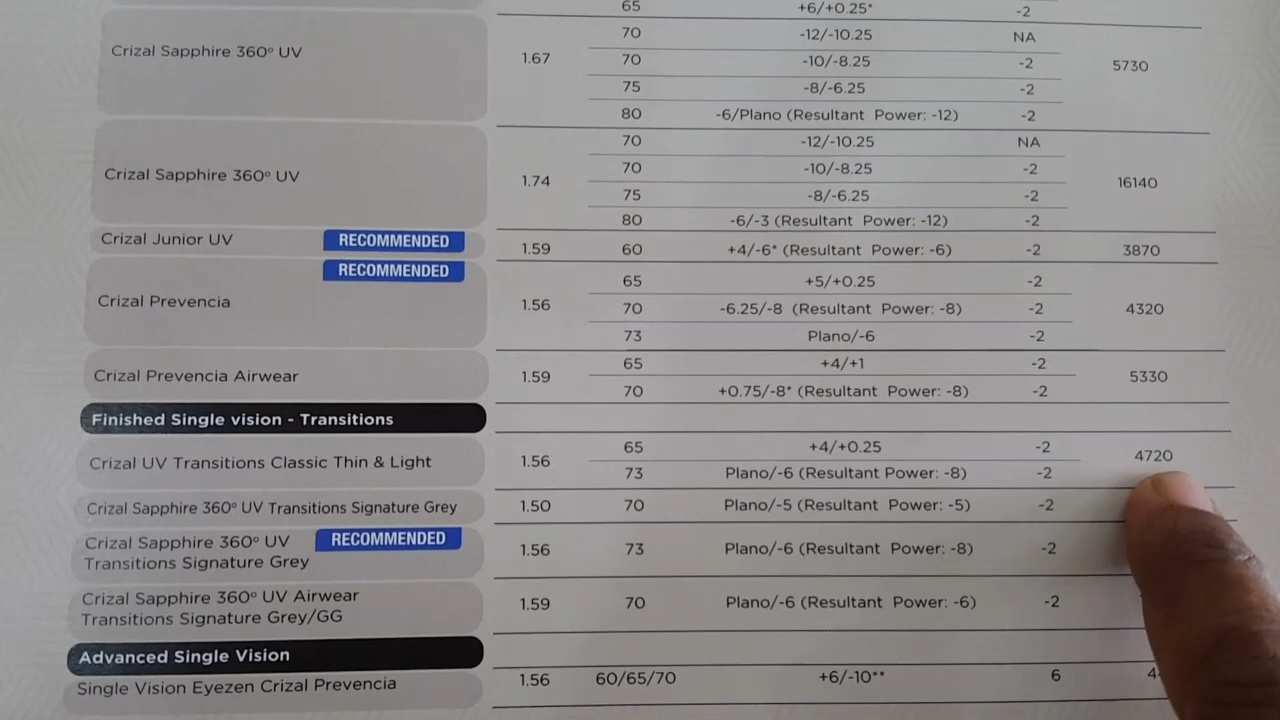 65 +6/+0.25* -2
70 -12/-10.25 NA
Crizal Sapphire 360º UV 1.67 70 -10/-8.25 -2 5730
75 -8/-6.25 -2
80 -6/Plano (Resultant Power: -12) -2
70 -12/-10.25 NA
Crizal Sapphire 360º UV 1.74 70 -10/-8.25 -2 16140
75 -8/-6.25 -2
80 -6/-3 (Resultant Power: -12) -2
Crizal Junior UV RECOMMENDED 1.59 60 +4/-6* (Resultant Power: -6) -2 3870
RECOMMENDED
65 +5/+0.25 -2
Crizal Prevencia 1.56 70 -6.25/-8 (Resultant Power: -8) -2 4320
73 Plano/-6 -2
65 +4/+1 -2
Crizal Prevencia Airwear 1.59 5330
70 +0.75/-8* (Resultant Power: -8) -2
Finished Single vision - Transitions
65 +4/+0.25 -2
Crizal UV Transitions Classic Thin & Light 1.56 4720
73 Plano/-6 (Resultant Power: -8) -2
Crizal Sapphire 360º UV Transitions Signature Grey 1.50 70 Plano/-5 (Resultant Power: -5) -2
Crizal Sapphire 360º UV RECOMMENDED
Transitions Signature Grey 1.56 73 Plano/-6 (Resultant Power: -8) -2
Crizal Sapphire 360º UV Airwear
Transitions Signature Grey/GG 1.59 70 Plano/-6 (Resultant Power: -6) -2
Advanced Single Vision
Single Vision Eyezen Crizal Prevencia 1.56 60/65/70 +6/-10** 6